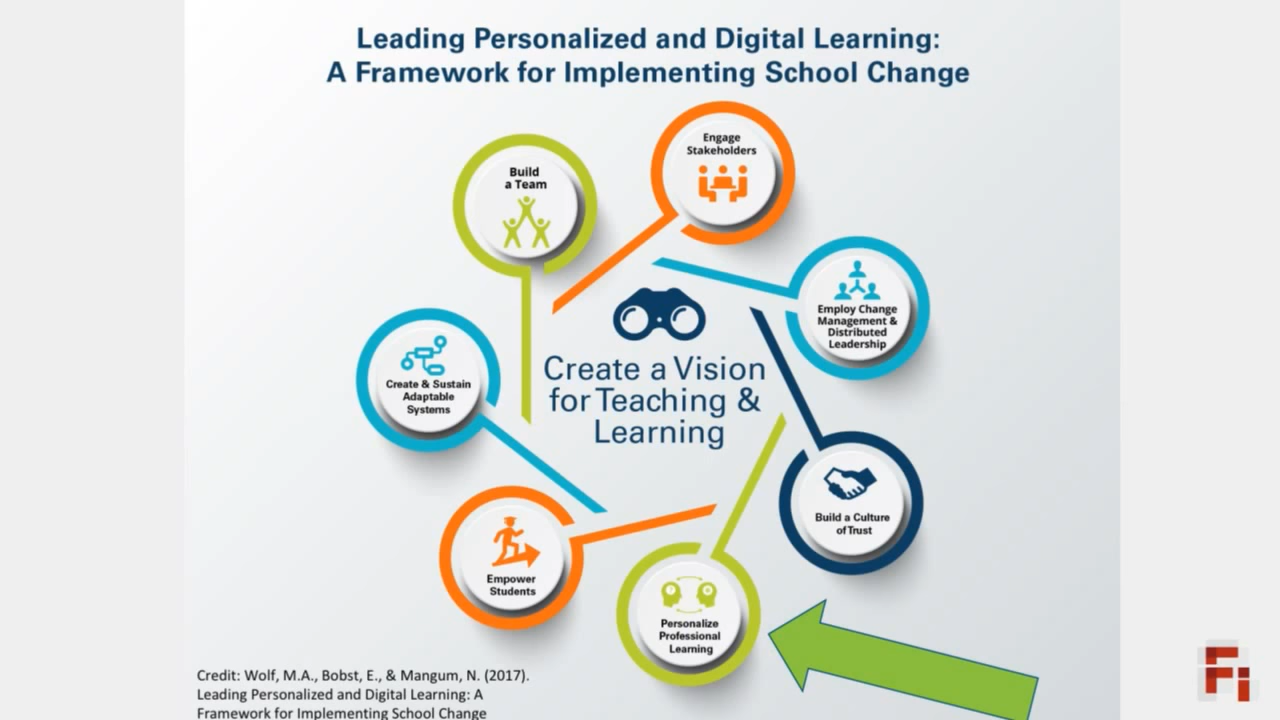 Leading Personalized and Digital Learning:
A Framework for Implementing School Change
Engage
Stakeholders
Build
a Team
Employ Change
Management &
Distributed
Leadership
Create a Vision
for Teaching &
Learning
Create & Sustain
Adaptable
Systems
Build a Culture
of Trust
Empower
Students
Personalize
Professional
Learning
Credit: Wolf, M.A., Bobst, E., & Mangum, N. (2017).
Leading Personalized and Digital Learning: A
Framework for Implementing School Change
Fi